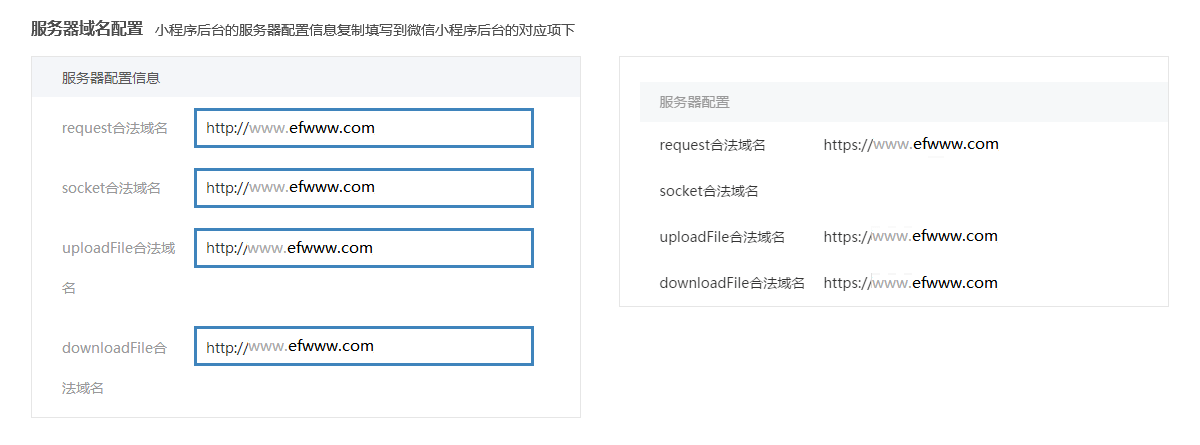 服务器域名配置 小程序后台的服务器配置信息复制填写到微信小程序后台的对应项下
服务器配置信息
request合法域名 http://www.efwww.com
socket合法域名 http://www.efwww.com
uploadFile合法域 http://www.efwww.com
名
downloadFile合 http://www.efwww.com
法域名
服务器配置
request合法域名 https://www.efwww.com
socket合法域名
uploadFile合法域名 https://www.efwww.com
downloadFile合法域名 https://www.efwww.com